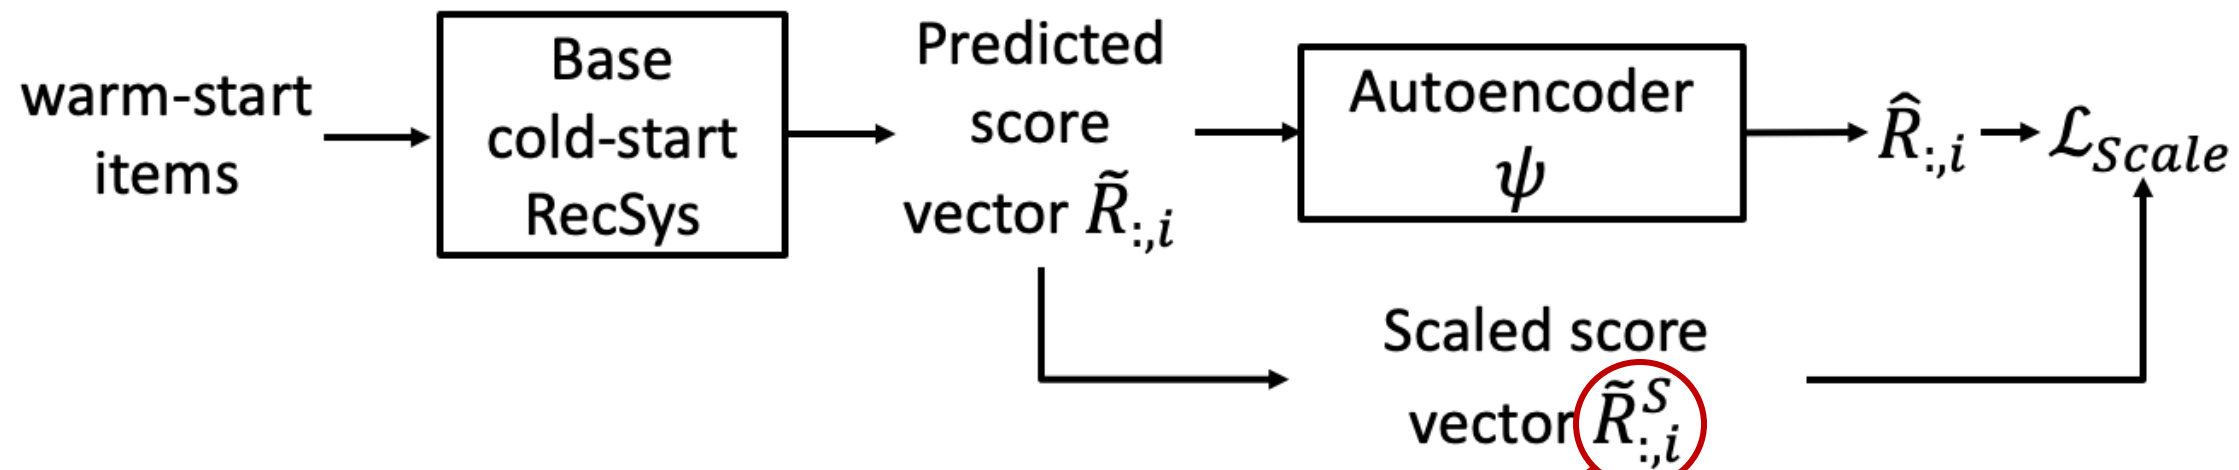 warm-start
items
Base
cold-start
RecSys
Predicted
score
vector R̃:,i
Autoencoder
ψ
R̂:,i
ℒScale
Scaled score
vector R̃S:,i